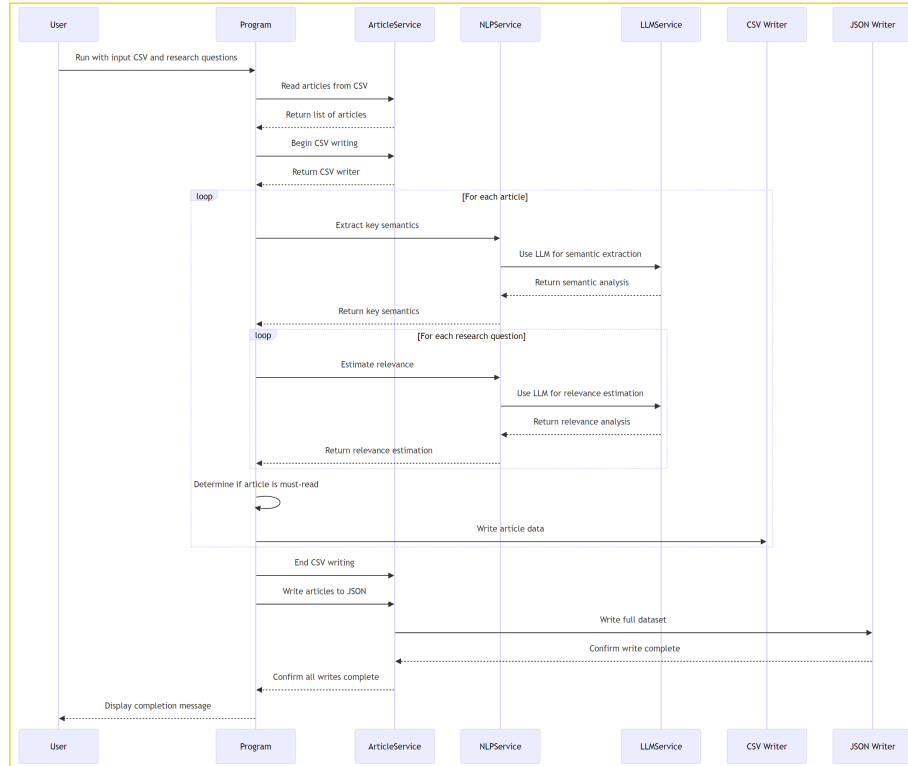 User Program ArticleService NLPService LLMService CSV Writer JSON Writer
Run with input CSV and research questions
Read articles from CSV
Return list of articles
Begin CSV writing
Return CSV writer
loop [For each article]
Extract key semantics
Use LLM for semantic extraction
Return semantic analysis
Return key semantics
loop [For each research question]
Estimate relevance
Use LLM for relevance estimation
Return relevance analysis
Return relevance estimation
Determine if article is must-read
Write article data
End CSV writing
Write articles to JSON
Write full dataset
Confirm write complete
Confirm all writes complete
Display completion message
User Program ArticleService NLPService LLMService CSV Writer JSON Writer